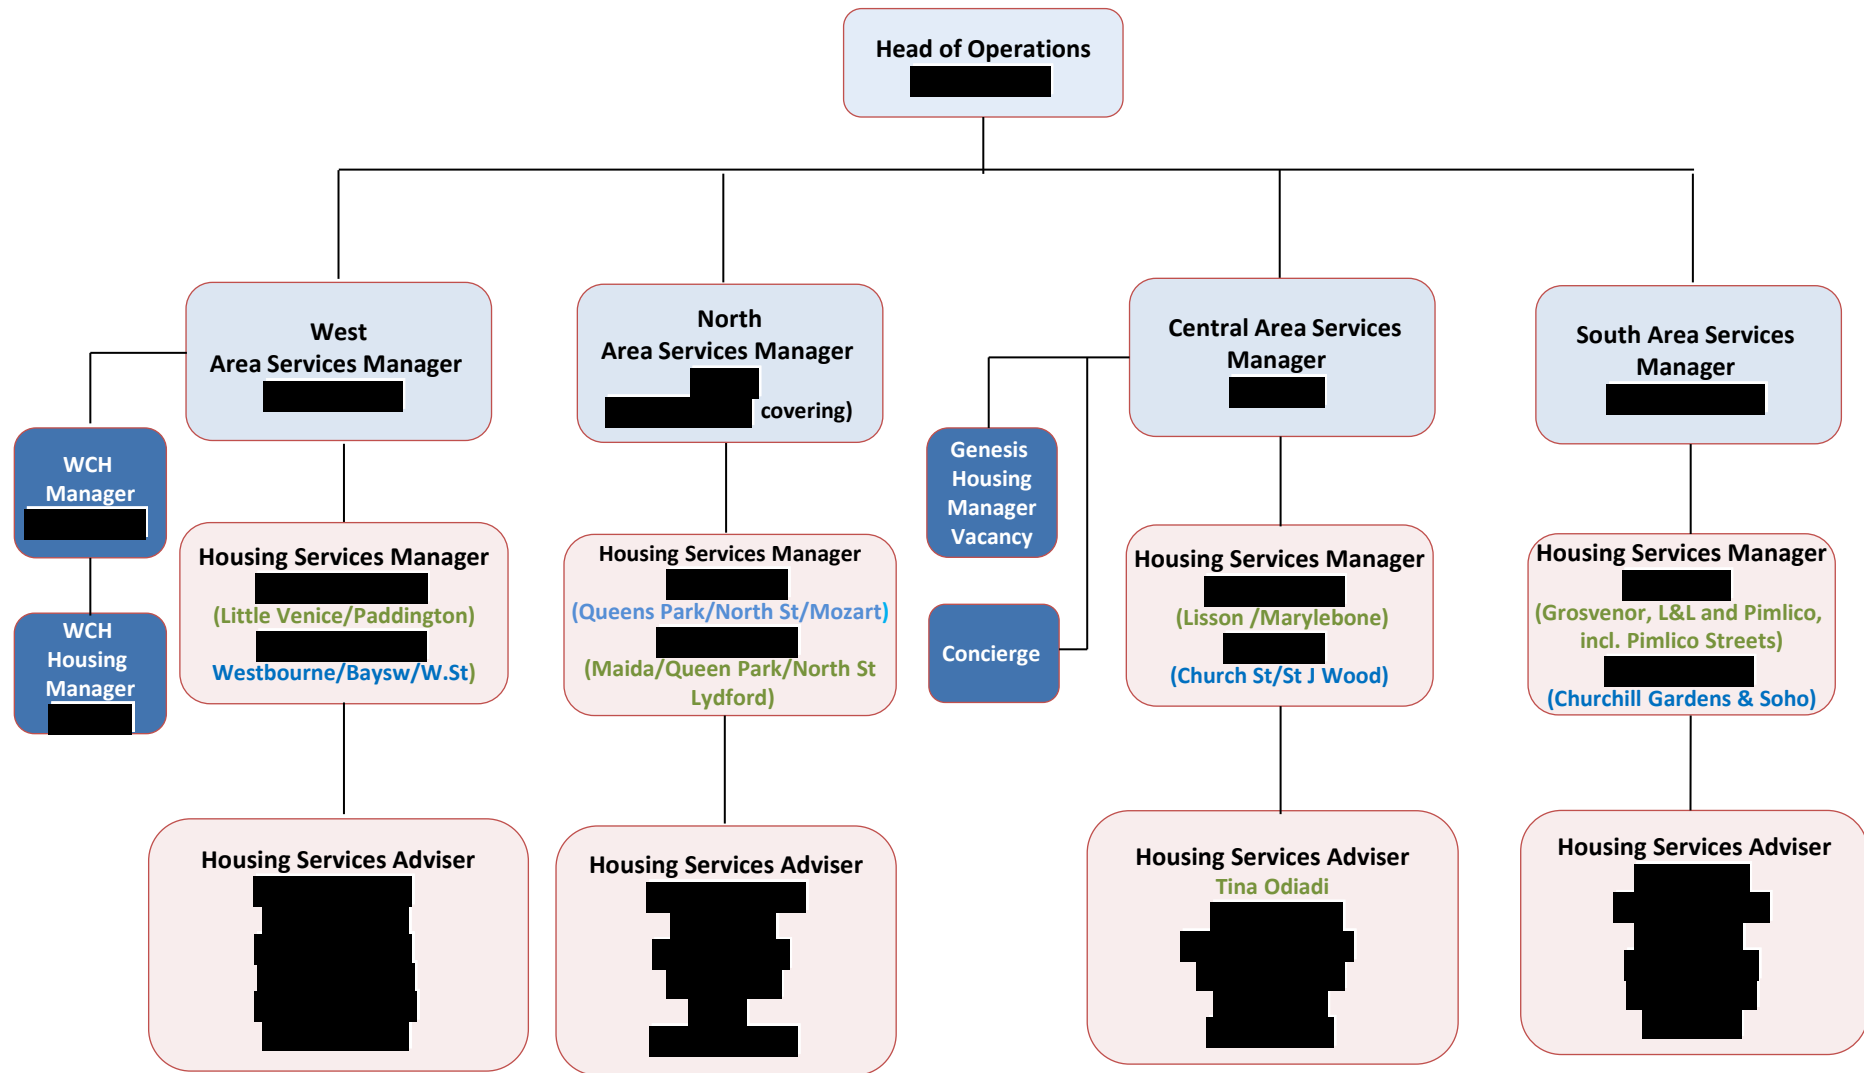 Head of Operations
West
Area Services Manager
North
Area Services Manager
covering)
Central Area Services
Manager
South Area Services
Manager
WCH
Manager
Genesis
Housing
Manager
Vacancy
Housing Services Manager
(Little Venice/Paddington)
Westbourne/Baysw/W.St)
Housing Services Manager
(Queens Park/North St/Mozart)
(Maida/Queen Park/North St
Lydford)
Housing Services Manager
(Lisson /Marylebone)
(Church St/St J Wood)
Housing Services Manager
(Grosvenor, L&L and Pimlico,
incl. Pimlico Streets)
(Churchill Gardens & Soho)
WCH
Housing
Manager
Concierge
Housing Services Adviser
Housing Services Adviser
Housing Services Adviser
Tina Odiadi
Housing Services Adviser